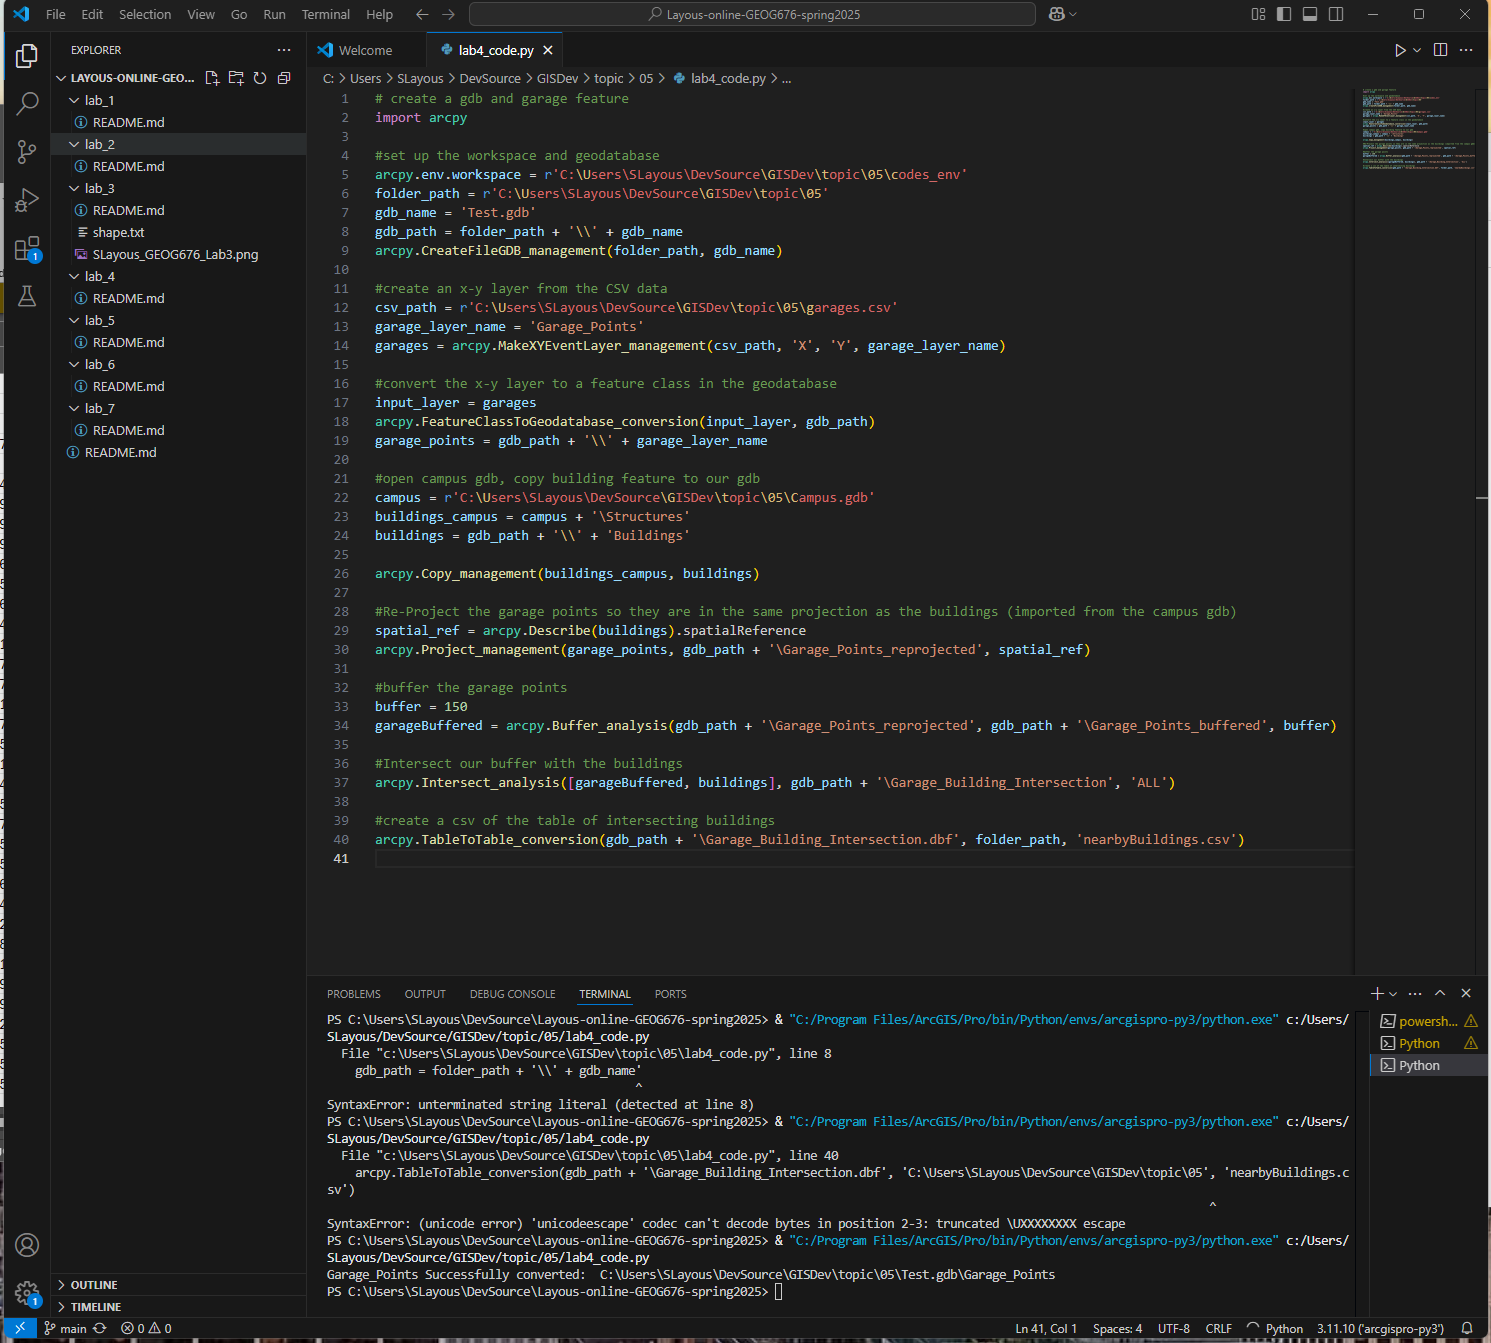 File Edit Selection View Go Run Terminal Help Layous-online-GEOG676-spring2025
EXPLORER
LAYOUS-ONLINE-GEO...
lab_1
README.md
lab_2
README.md
lab_3
README.md
shape.txt
SLayous_GEOG676_Lab3.png
lab_4
README.md
lab_5
README.md
lab_6
README.md
lab_7
README.md
README.md
OUTLINE
TIMELINE
Welcome lab4_code.py
C: > Users > SLayous > DevSource > GISDev > topic > 05 > lab4_code.py > ...
1 # create a gdb and garage feature
2 import arcpy
3
4 #set up the workspace and geodatabase
5 arcpy.env.workspace = r'C:\Users\SLayous\DevSource\GISDev\topic\05\codes_env'
6 folder_path = r'C:\Users\SLayous\DevSource\GISDev\topic\05'
7 gdb_name = 'Test.gdb'
8 gdb_path = folder_path + '\\' + gdb_name
9 arcpy.CreateFileGDB_management(folder_path, gdb_name)
10
11 #create an x-y layer from the CSV data
12 csv_path = r'C:\Users\SLayous\DevSource\GISDev\topic\05\garages.csv'
13 garage_layer_name = 'Garage_Points'
14 garages = arcpy.MakeXYEventLayer_management(csv_path, 'X', 'Y', garage_layer_name)
15
16 #convert the x-y layer to a feature class in the geodatabase
17 input_layer = garages
18 arcpy.FeatureClassToGeodatabase_conversion(input_layer, gdb_path)
19 garage_points = gdb_path + '\\' + garage_layer_name
20
21 #open campus gdb, copy building feature to our gdb
22 campus = r'C:\Users\SLayous\DevSource\GISDev\topic\05\Campus.gdb'
23 buildings_campus = campus + '\Structures'
24 buildings = gdb_path + '\\' + 'Buildings'
25
26 arcpy.Copy_management(buildings_campus, buildings)
27
28 #Re-Project the garage points so they are in the same projection as the buildings (imported from the campus gdb)
29 spatial_ref = arcpy.Describe(buildings).spatialReference
30 arcpy.Project_management(garage_points, gdb_path + '\Garage_Points_reprojected', spatial_ref)
31
32 #buffer the garage points
33 buffer = 150
34 garageBuffered = arcpy.Buffer_analysis(gdb_path + '\Garage_Points_reprojected', gdb_path + '\Garage_Points_buffered', buffer)
35
36 #Intersect our buffer with the buildings
37 arcpy.Intersect_analysis([garageBuffered, buildings], gdb_path + '\Garage_Building_Intersection', 'ALL')
38
39 #create a csv of the table of intersecting buildings
40 arcpy.TableToTable_conversion(gdb_path + '\Garage_Building_Intersection.dbf', folder_path, 'nearbyBuildings.csv')
41
PROBLEMS OUTPUT DEBUG CONSOLE TERMINAL PORTS
PS C:\Users\SLayous\DevSource\Layous-online-GEOG676-spring2025> & "C:/Program Files/ArcGIS/Pro/bin/Python/envs/arcgispro-py3/python.exe" c:/Users/
SLayous/DevSource/GISDev/topic/05/lab4_code.py
File "c:\Users\SLayous\DevSource\GISDev\topic\05\lab4_code.py", line 8
gdb_path = folder_path + '\\' + gdb_name'
^
SyntaxError: unterminated string literal (detected at line 8)
PS C:\Users\SLayous\DevSource\Layous-online-GEOG676-spring2025> & "C:/Program Files/ArcGIS/Pro/bin/Python/envs/arcgispro-py3/python.exe" c:/Users/
SLayous/DevSource/GISDev/topic/05/lab4_code.py
File "c:\Users\SLayous\DevSource\GISDev\topic\05\lab4_code.py", line 40
arcpy.TableToTable_conversion(gdb_path + '\Garage_Building_Intersection.dbf', 'C:\Users\SLayous\DevSource\GISDev\topic\05', 'nearbyBuildings.c
sv')
^
SyntaxError: (unicode error) 'unicodeescape' codec can't decode bytes in position 2-3: truncated \UXXXXXXXX escape
PS C:\Users\SLayous\DevSource\Layous-online-GEOG676-spring2025> & "C:/Program Files/ArcGIS/Pro/bin/Python/envs/arcgispro-py3/python.exe" c:/Users/
SLayous/DevSource/GISDev/topic/05/lab4_code.py
Garage_Points Successfully converted:  C:\Users\SLayous\DevSource\GISDev\topic\05\Test.gdb\Garage_Points
PS C:\Users\SLayous\DevSource\Layous-online-GEOG676-spring2025>
powersh...
Python
Python
1
1
main 0 0 Ln 41, Col 1 Spaces: 4 UTF-8 CRLF Python 3.11.10 ('arcgispro-py3')